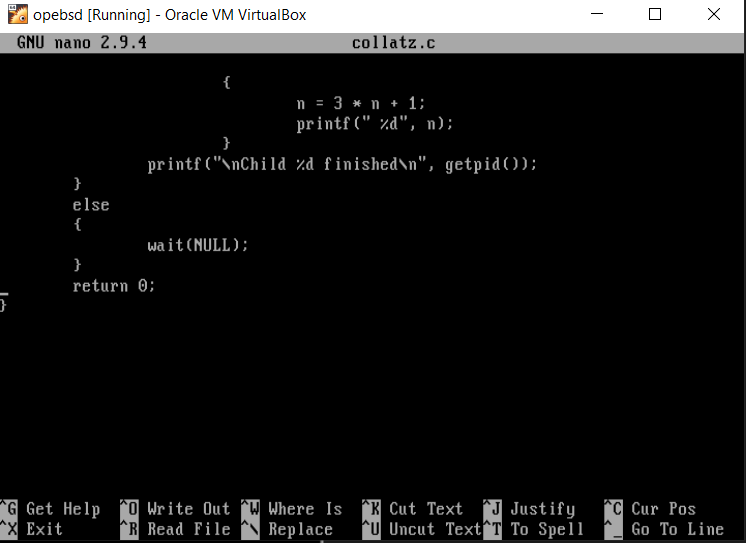 opebsd [Running] - Oracle VM VirtualBox
GNU nano 2.9.4 collatz.c
{
n = 3 * n + 1;
printf(" %d", n);
}
printf("\nChild %d finished\n", getpid());
}
else
{
wait(NULL);
}
return 0;
}
^G Get Help ^O Write Out ^W Where Is ^K Cut Text ^J Justify ^C Cur Pos
^X Exit ^R Read File ^\ Replace ^U Uncut Text ^T To Spell ^_ Go To Line